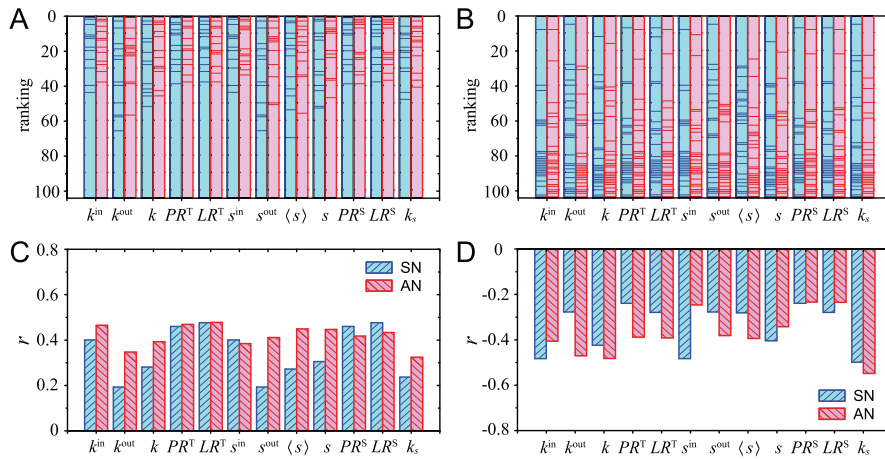 A
0
20
40
60
80
100
ranking
k^in k^out k PR^T LR^T s^in s^out ⟨s⟩ s PR^S LR^S k_s
B
0
20
40
60
80
100
ranking
k^in k^out k PR^T LR^T s^in s^out ⟨s⟩ s PR^S LR^S k_s
C
0.8
0.6
0.4
0.2
0
r
SN
AN
k^in k^out k PR^T LR^T s^in s^out ⟨s⟩ s PR^S LR^S k_s
D
0
-0.2
-0.4
-0.6
-0.8
r
SN
AN
k^in k^out k PR^T LR^T s^in s^out ⟨s⟩ s PR^S LR^S k_s